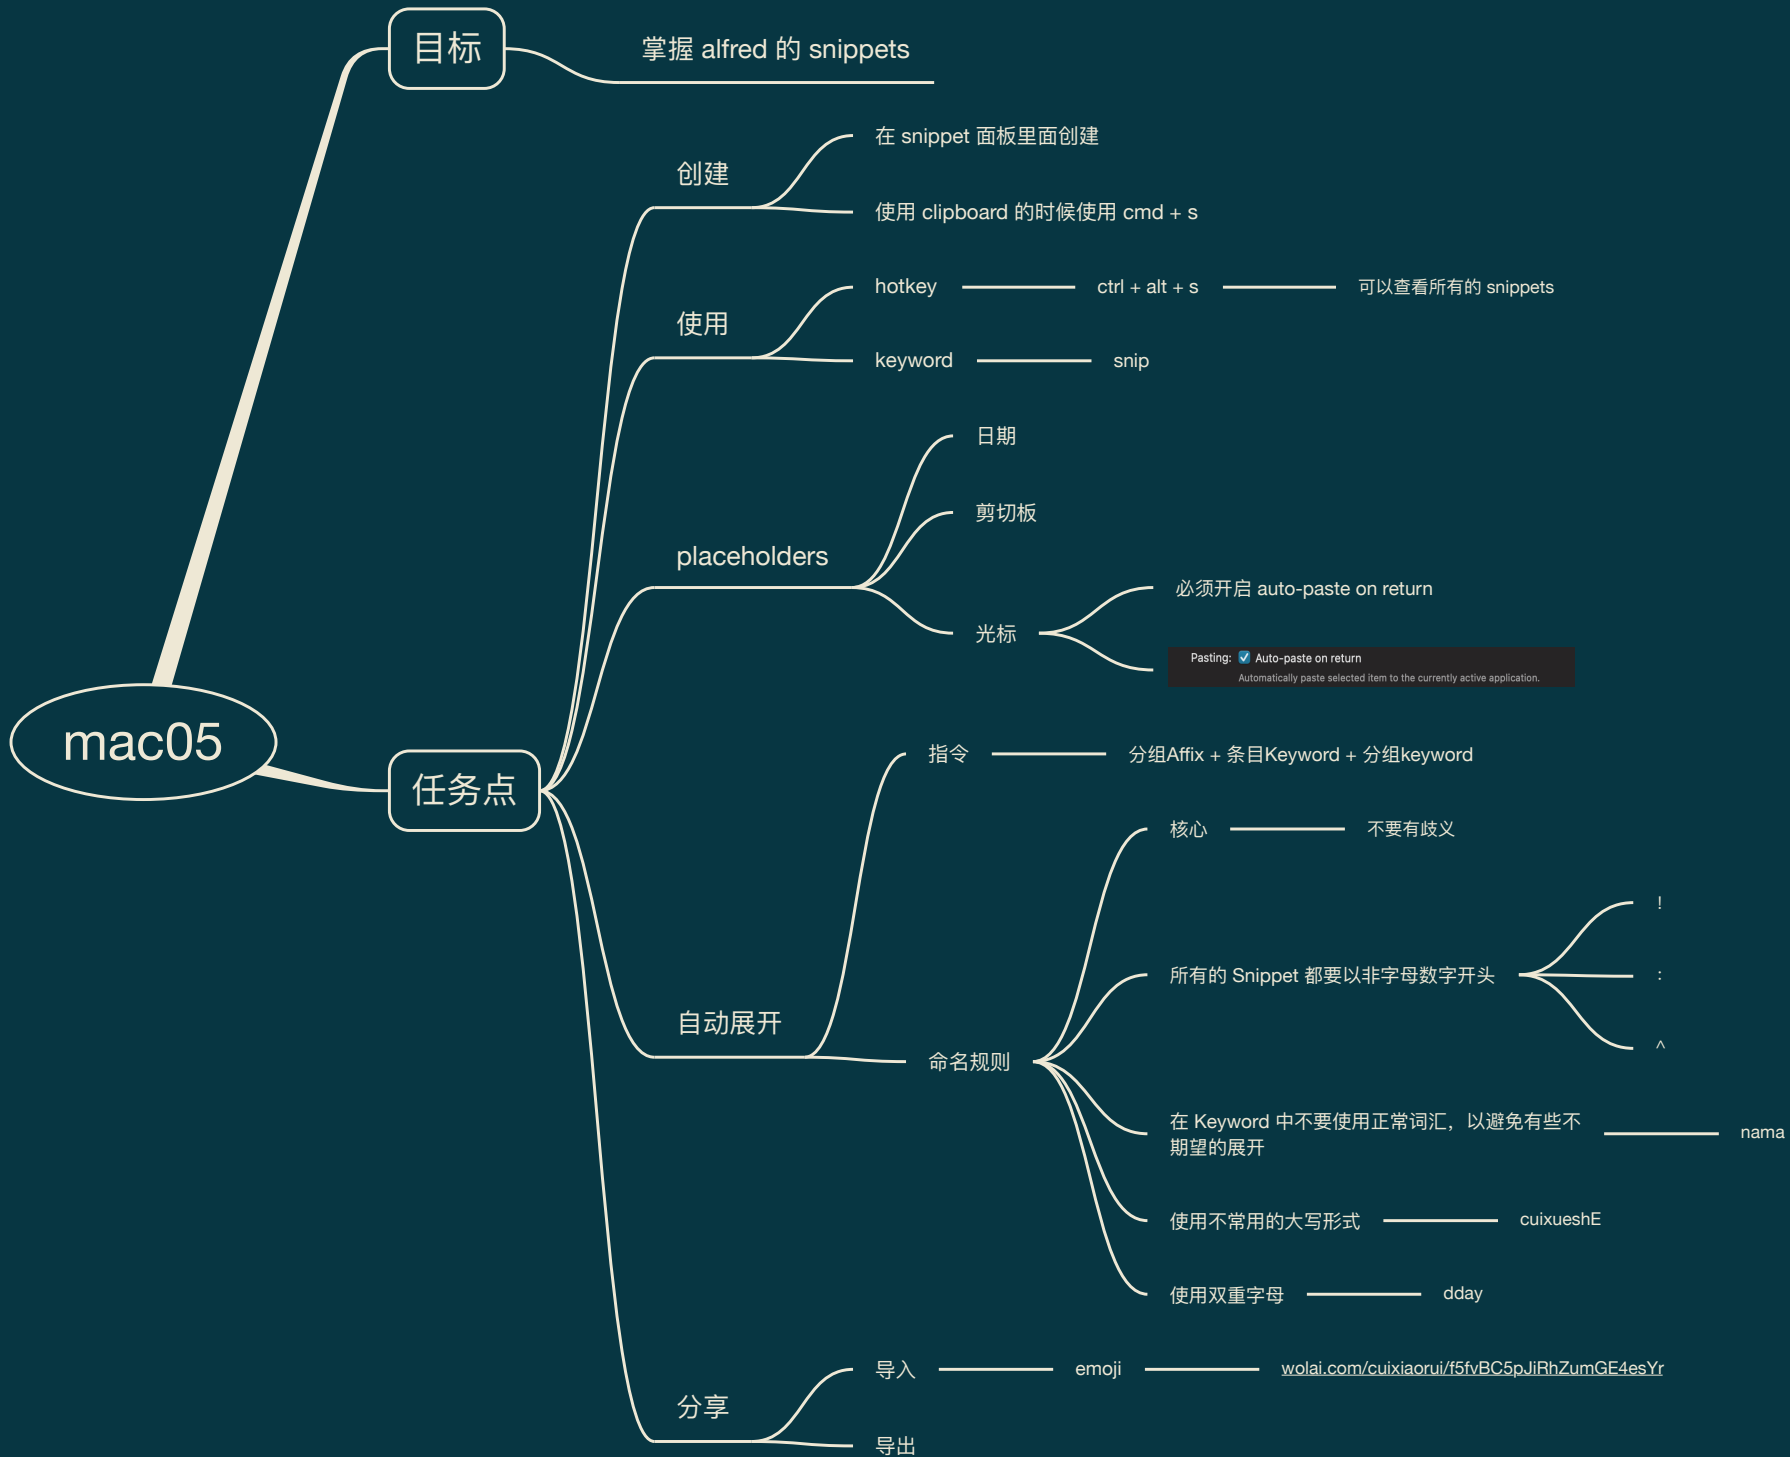 目标
掌握 alfred 的 snippets
创建
在 snippet 面板里面创建
使用 clipboard 的时候使用 cmd + s
使用
hotkey
ctrl + alt + s
可以查看所有的 snippets
keyword
snip
placeholders
日期
剪切板
光标
必须开启 auto-paste on return
Pasting: Auto-paste on return
Automatically paste selected item to the currently active application.
mac05
任务点
自动展开
指令
分组Affix + 条目Keyword + 分组keyword
命名规则
核心
不要有歧义
所有的 Snippet 都要以非字母数字开头
!
:
^
在 Keyword 中不要使用正常词汇，以避免有些不
期望的展开
nama
使用不常用的大写形式
cuixueshE
使用双重字母
dday
分享
导入
emoji
wolai.com/cuixiaorui/f5fvBC5pJiRhZumGE4esYr
导出